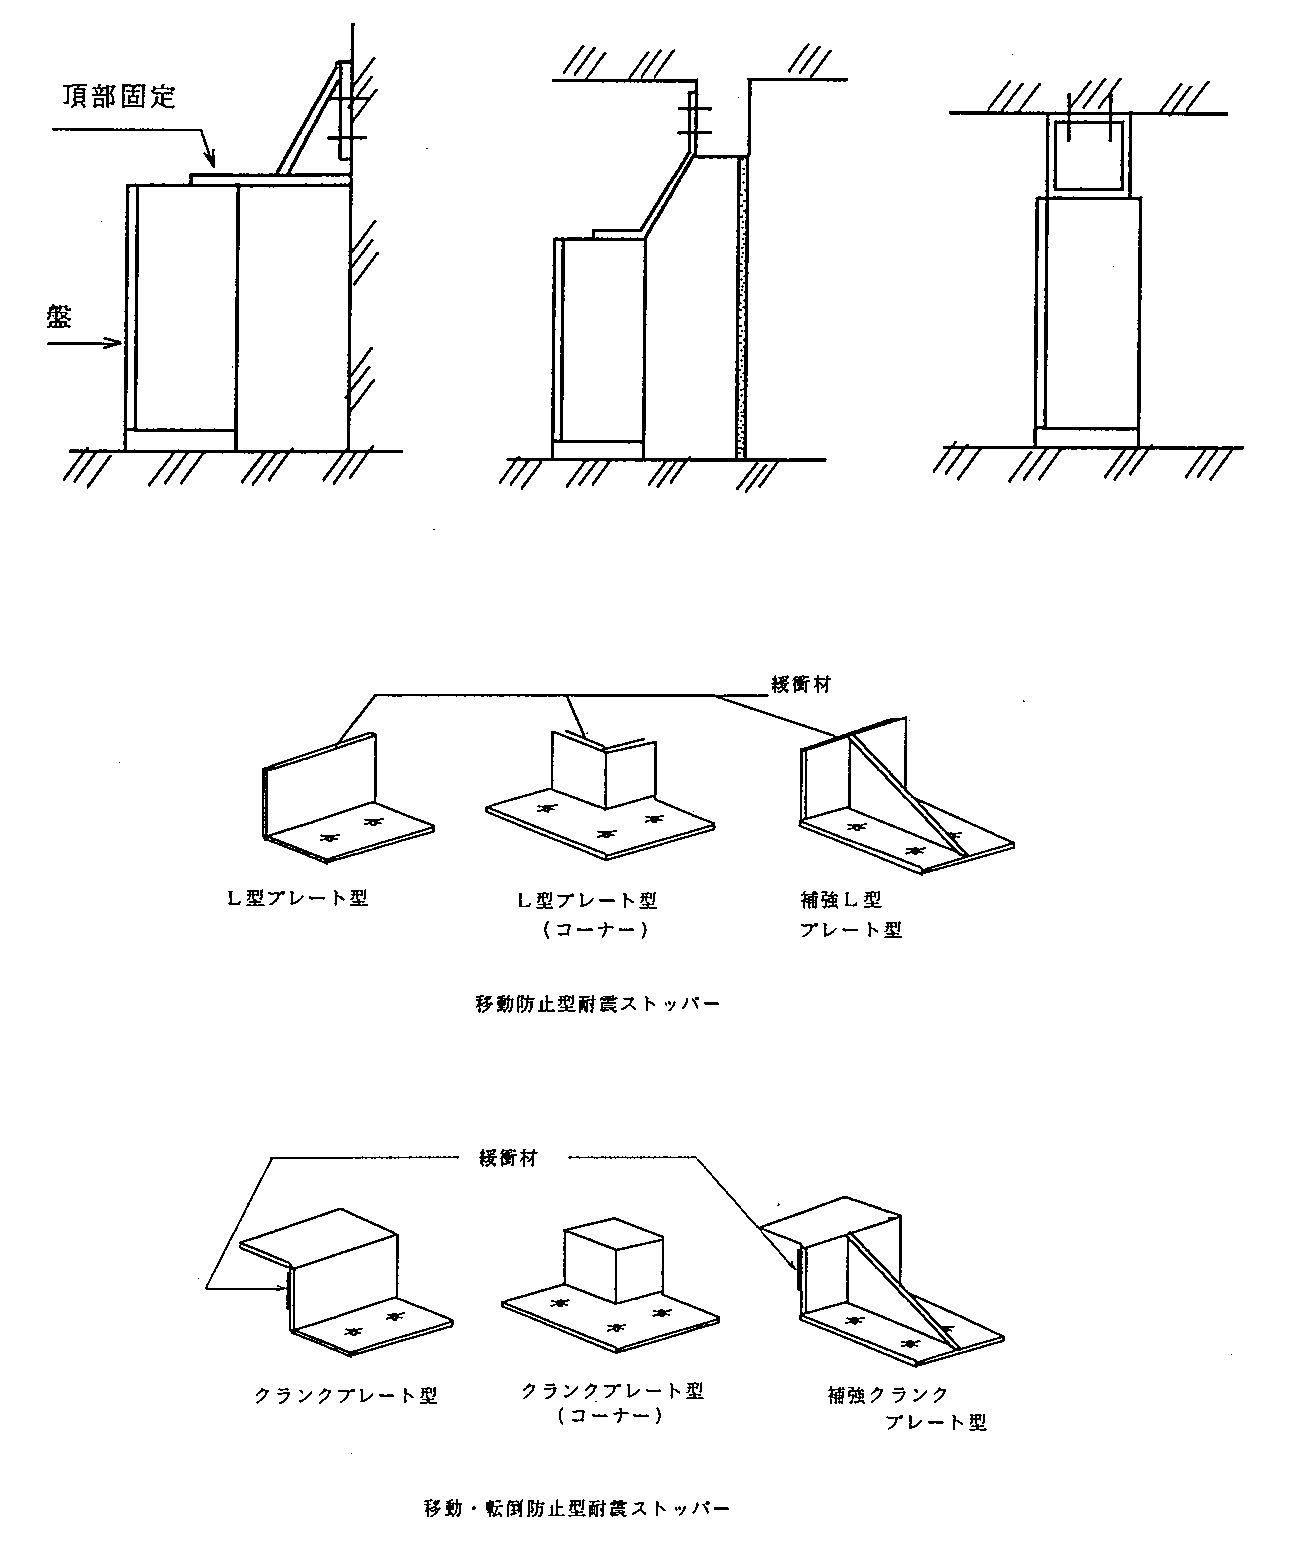 頂部固定
盤
緩衝材
L型プレート型
L型プレート型
(コーナー)
補強L型
プレート型
移動防止型耐震ストッパー
緩衝材
クランクプレート型
クランクプレート型
(コーナー)
補強クランク
プレート型
移動・転倒防止型耐震ストッパー